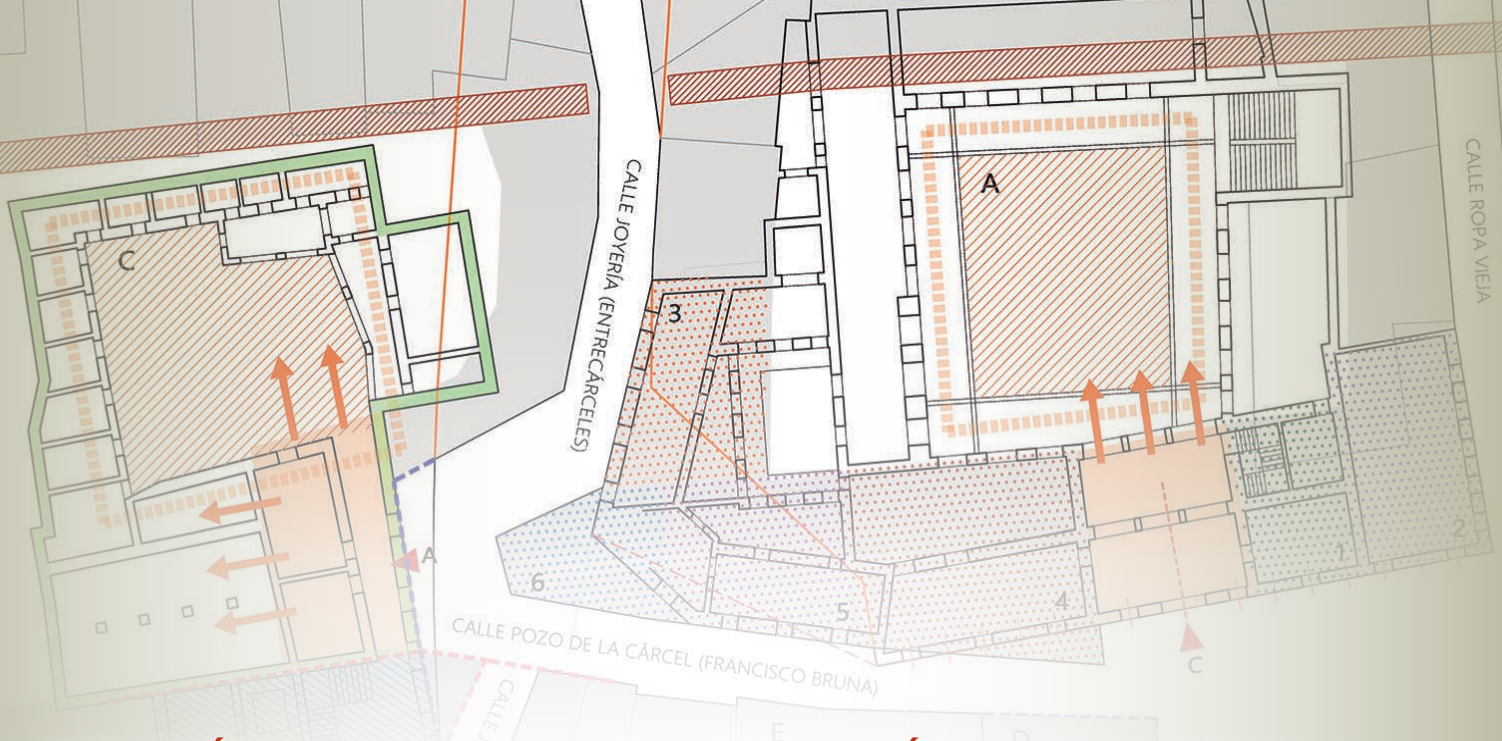 C
A
3
CALLE JOYERÍA (ENTRECÁRCELES)
CALLE ROPA VIEJA
A
6
5
4
1
2
CALLE POZO DE LA CÁRCEL (FRANCISCO BRUNA)
C
CALLE
E
D